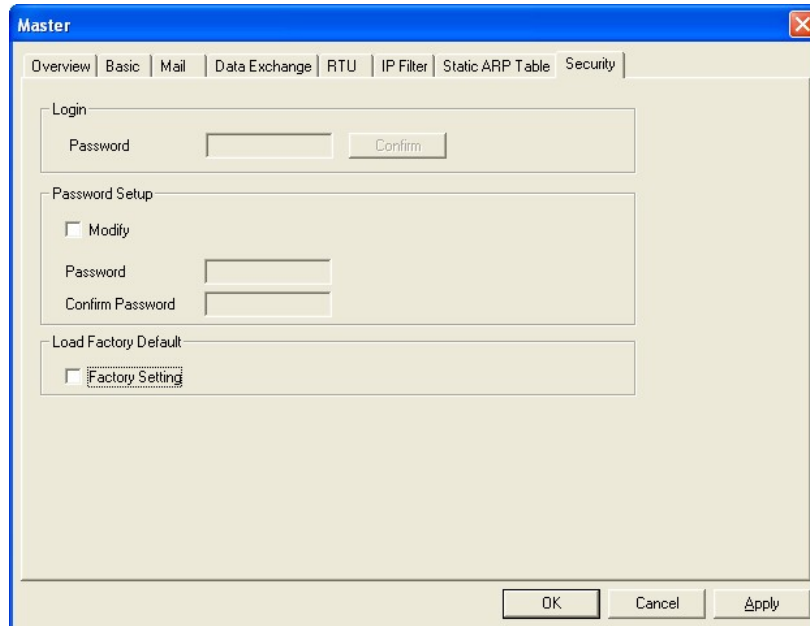 Master
Overview Basic Mail Data Exchange RTU IP Filter Static ARP Table Security
Login
Password Confirm
Password Setup
Modify
Password
Confirm Password
Load Factory Default
Factory Setting
OK Cancel Apply